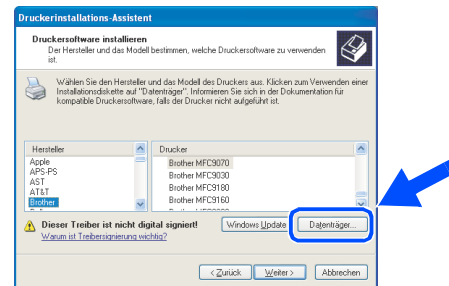 Druckerinstallations-Assistent
Druckersoftware installieren
Der Hersteller und das Modell bestimmen, welche Druckersoftware zu verwenden
ist.
Wählen Sie den Hersteller und das Modell des Druckers aus. Klicken zum Verwenden einer
Installationsdiskette auf "Datenträger". Informieren Sie sich in der Dokumentation für
kompatible Druckersoftware, falls der Drucker nicht aufgeführt ist.
Hersteller
Apple
APS-PS
AST
AT&T
Brother
Drucker
Brother MFC9070
Brother MFC9030
Brother MFC9180
Brother MFC9160
Dieser Treiber ist nicht digital signiert!
Warum ist Treibersignierung wichtig?
Windows Update
Datenträger...
< Zurück
Weiter >
Abbrechen